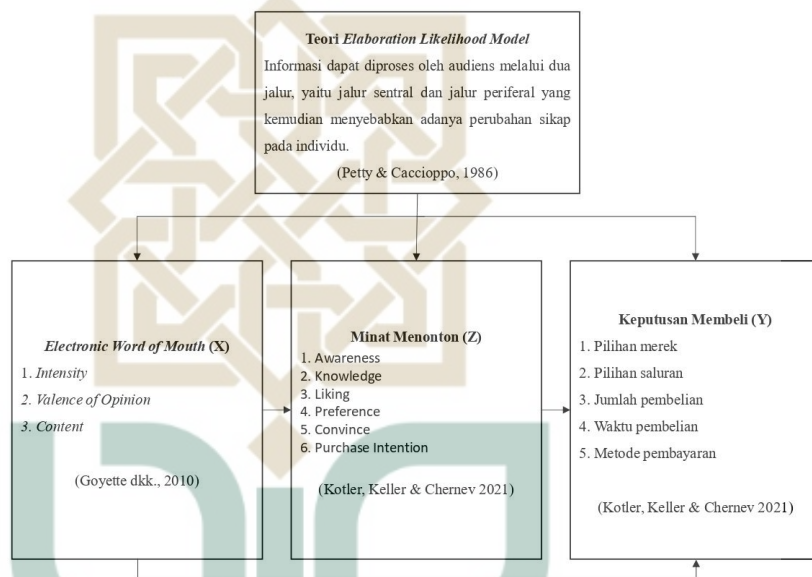 Teori Elaboration Likelihood Model
Informasi dapat diproses oleh audiens melalui dua
jalur, yaitu jalur sentral dan jalur periferal yang
kemudian menyebabkan adanya perubahan sikap
pada individu.
(Petty & Caccioppo, 1986)
Electronic Word of Mouth (X)
1. Intensity
2. Valence of Opinion
3. Content
(Goyette dkk., 2010)
Minat Menonton (Z)
1. Awareness
2. Knowledge
3. Liking
4. Preference
5. Convince
6. Purchase Intention
(Kotler, Keller & Chernev 2021)
Keputusan Membeli (Y)
1. Pilihan merek
2. Pilihan saluran
3. Jumlah pembelian
4. Waktu pembelian
5. Metode pembayaran
(Kotler, Keller & Chernev 2021)